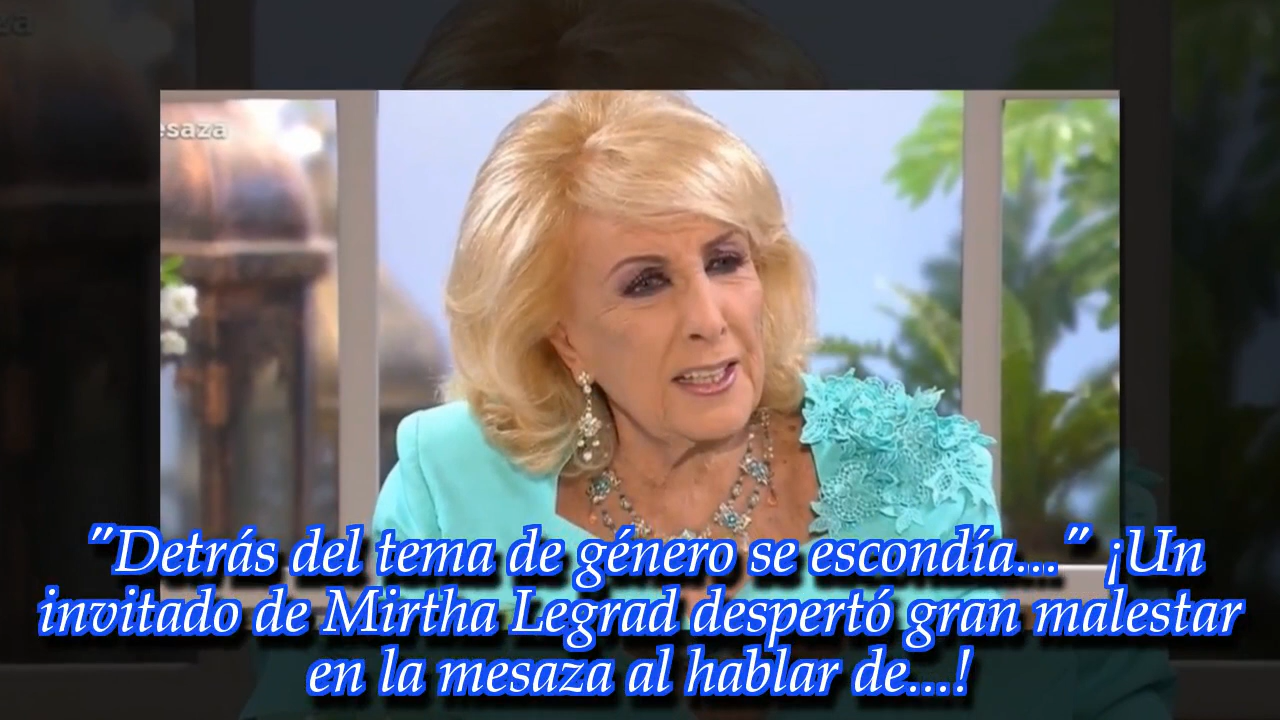 esaza
"Detrás del tema de género se escondía..." ¡Un
invitado de Mirtha Legrad despertó gran malestar
en la mesaza al hablar de...!